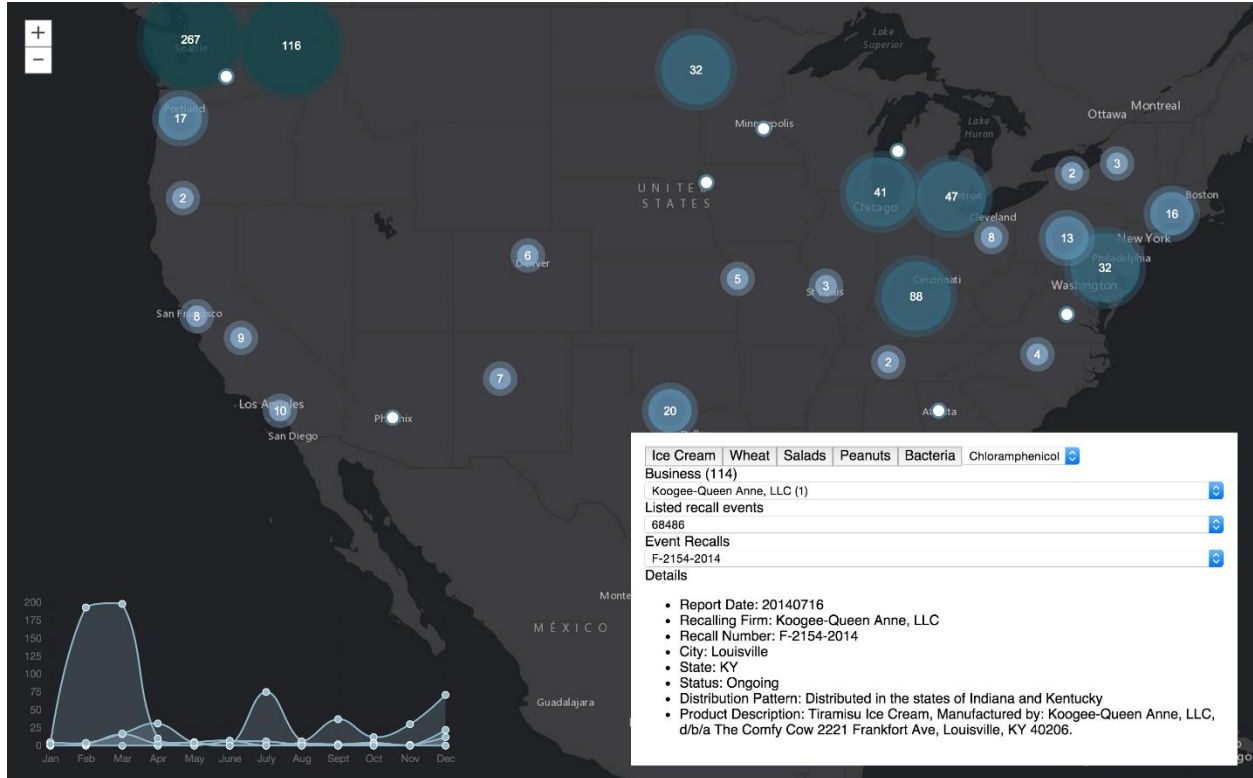 +
−
267
Seattle
116
32
Lake
Superior
Portland
17
Minneapolis
Lake
Huron
Ottawa
Montreal
2
3
2
UNITED
STATES
41
Chicago
47
Detroit
Cleveland
8
16
Boston
13
New York
Philadelphia
32
Washington
6
Denver
5
3
St Louis
Cincinnati
88
San Francisco
8
9
2
4
7
Los Angeles
10
Phoenix
20
Atlanta
San Diego
Ice Cream Wheat Salads Peanuts Bacteria Chloramphenicol
Business (114)
Koogee-Queen Anne, LLC (1)
Listed recall events
68486
Event Recalls
F-2154-2014
Details
• Report Date: 20140716
• Recalling Firm: Koogee-Queen Anne, LLC
• Recall Number: F-2154-2014
• City: Louisville
• State: KY
• Status: Ongoing
• Distribution Pattern: Distributed in the states of Indiana and Kentucky
• Product Description: Tiramisu Ice Cream, Manufactured by: Koogee-Queen Anne, LLC,
d/b/a The Comfy Cow 2221 Frankfort Ave, Louisville, KY 40206.
MÉXICO
Guadalajara
200
175
150
125
100
75
50
25
0
Jan Feb Mar Apr May June July Aug Sept Oct Nov Dec